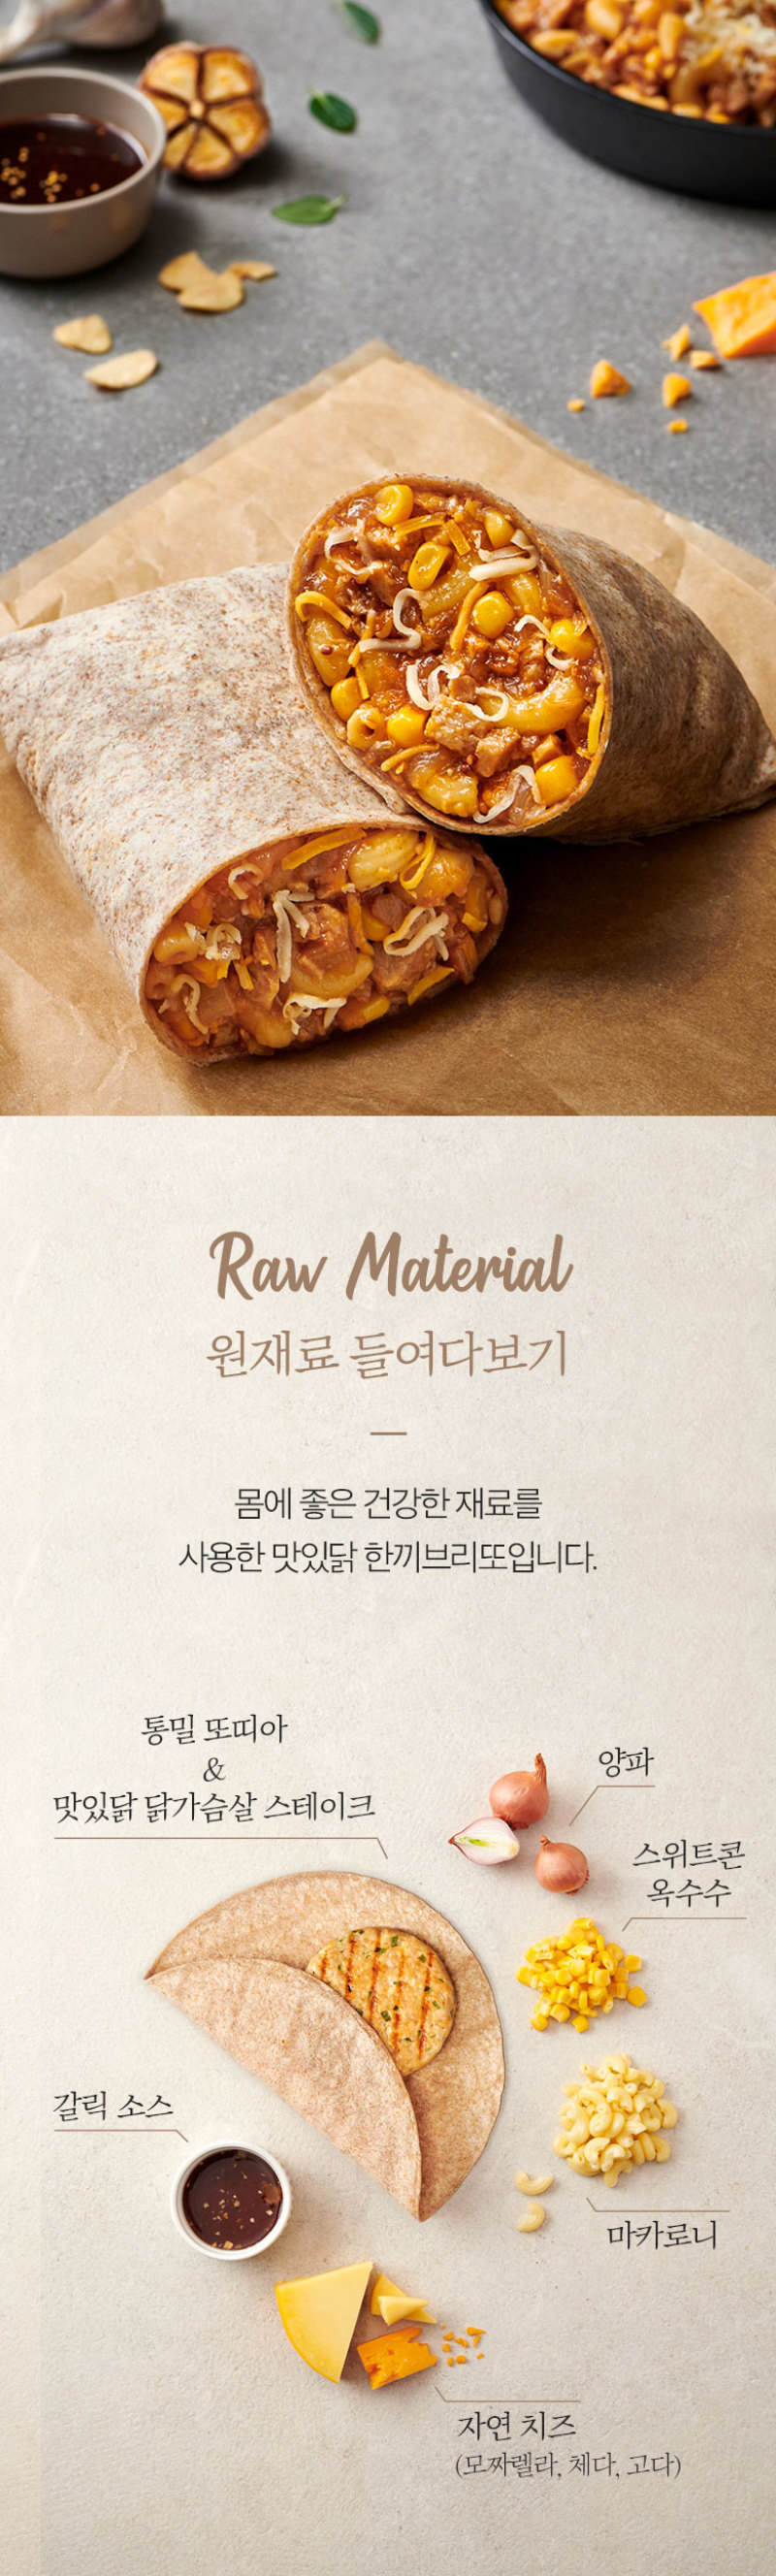 Raw Material
원재료 들여다보기
몸에 좋은 건강한 재료를
사용한 맛있닭 한끼브리또입니다.
통밀 또띠아
&
맛있닭 닭가슴살 스테이크
양파
스위트콘
옥수수
갈릭 소스
마카로니
자연 치즈
(모짜렐라, 체다, 고다)